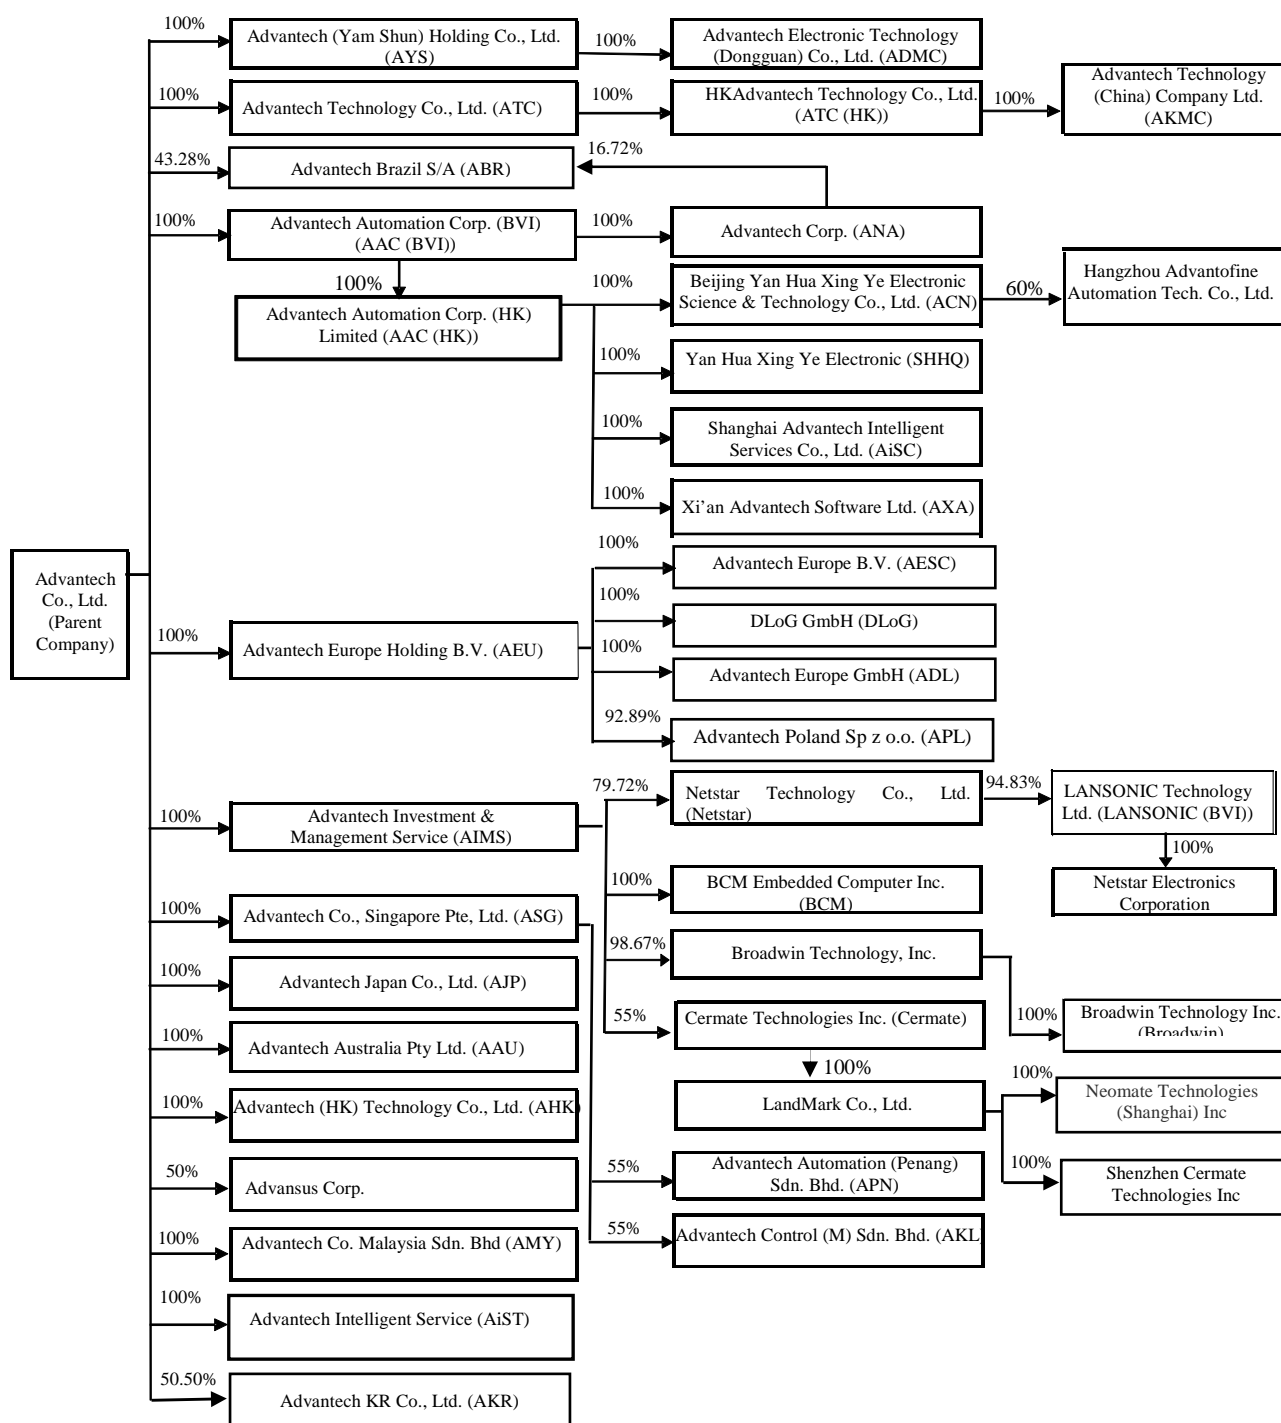 100%
Advantech (Yam Shun) Holding Co., Ltd.
(AYS)
100%
Advantech Electronic Technology
(Dongguan) Co., Ltd. (ADMC)
100%
Advantech Technology Co., Ltd. (ATC)
100%
HKAdvantech Technology Co., Ltd.
(ATC (HK))
100%
Advantech Technology
(China) Company Ltd.
(AKMC)
43.28%
Advantech Brazil S/A (ABR)
16.72%
100%
Advantech Automation Corp. (BVI)
(AAC (BVI))
100%
Advantech Corp. (ANA)
100%
Advantech Automation Corp. (HK)
Limited (AAC (HK))
100%
Beijing Yan Hua Xing Ye Electronic
Science & Technology Co., Ltd. (ACN)
60%
Hangzhou Advantofine
Automation Tech. Co., Ltd.
100%
Yan Hua Xing Ye Electronic (SHHQ)
100%
Shanghai Advantech Intelligent
Services Co., Ltd. (AiSC)
100%
Xi’an Advantech Software Ltd. (AXA)
Advantech
Co., Ltd.
(Parent
Company)
100%
Advantech Europe Holding B.V. (AEU)
100%
Advantech Europe B.V. (AESC)
100%
DLoG GmbH (DLoG)
100%
Advantech Europe GmbH (ADL)
92.89%
Advantech Poland Sp z o.o. (APL)
100%
Advantech Investment &
Management Service (AIMS)
79.72%
Netstar Technology Co., Ltd.
(Netstar)
94.83%
LANSONIC Technology
Ltd. (LANSONIC (BVI))
100%
Netstar Electronics
Corporation
100%
BCM Embedded Computer Inc.
(BCM)
98.67%
Broadwin Technology, Inc.
100%
Broadwin Technology Inc.
(Broadwin)
55%
Cermate Technologies Inc. (Cermate)
100%
LandMark Co., Ltd.
100%
Neomate Technologies
(Shanghai) Inc
100%
Shenzhen Cermate
Technologies Inc
100%
Advantech Co., Singapore Pte, Ltd. (ASG)
55%
Advantech Automation (Penang)
Sdn. Bhd. (APN)
55%
Advantech Control (M) Sdn. Bhd. (AKL)
100%
Advantech Japan Co., Ltd. (AJP)
100%
Advantech Australia Pty Ltd. (AAU)
100%
Advantech (HK) Technology Co., Ltd. (AHK)
50%
Advansus Corp.
100%
Advantech Co. Malaysia Sdn. Bhd (AMY)
100%
Advantech Intelligent Service (AiST)
50.50%
Advantech KR Co., Ltd. (AKR)